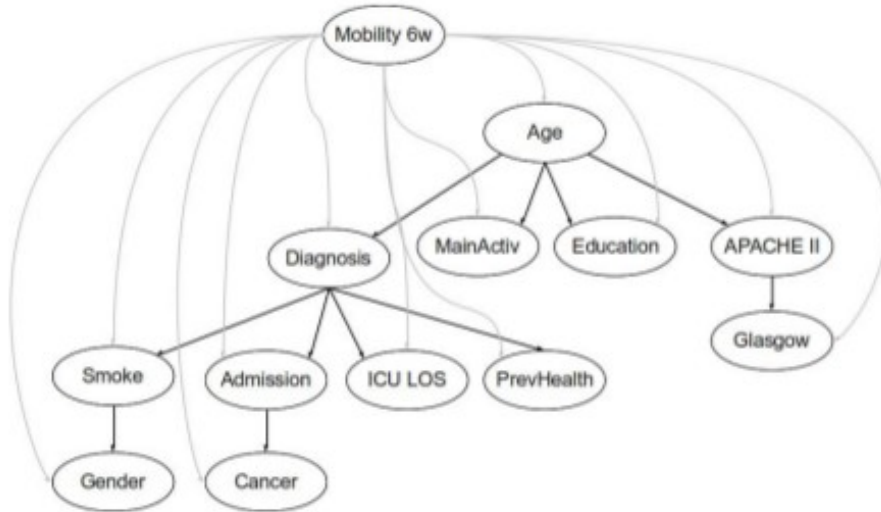 Mobility 6w
Age
Diagnosis
MainActiv
Education
APACHE II
Glasgow
Smoke
Admission
ICU LOS
PrevHealth
Gender
Cancer